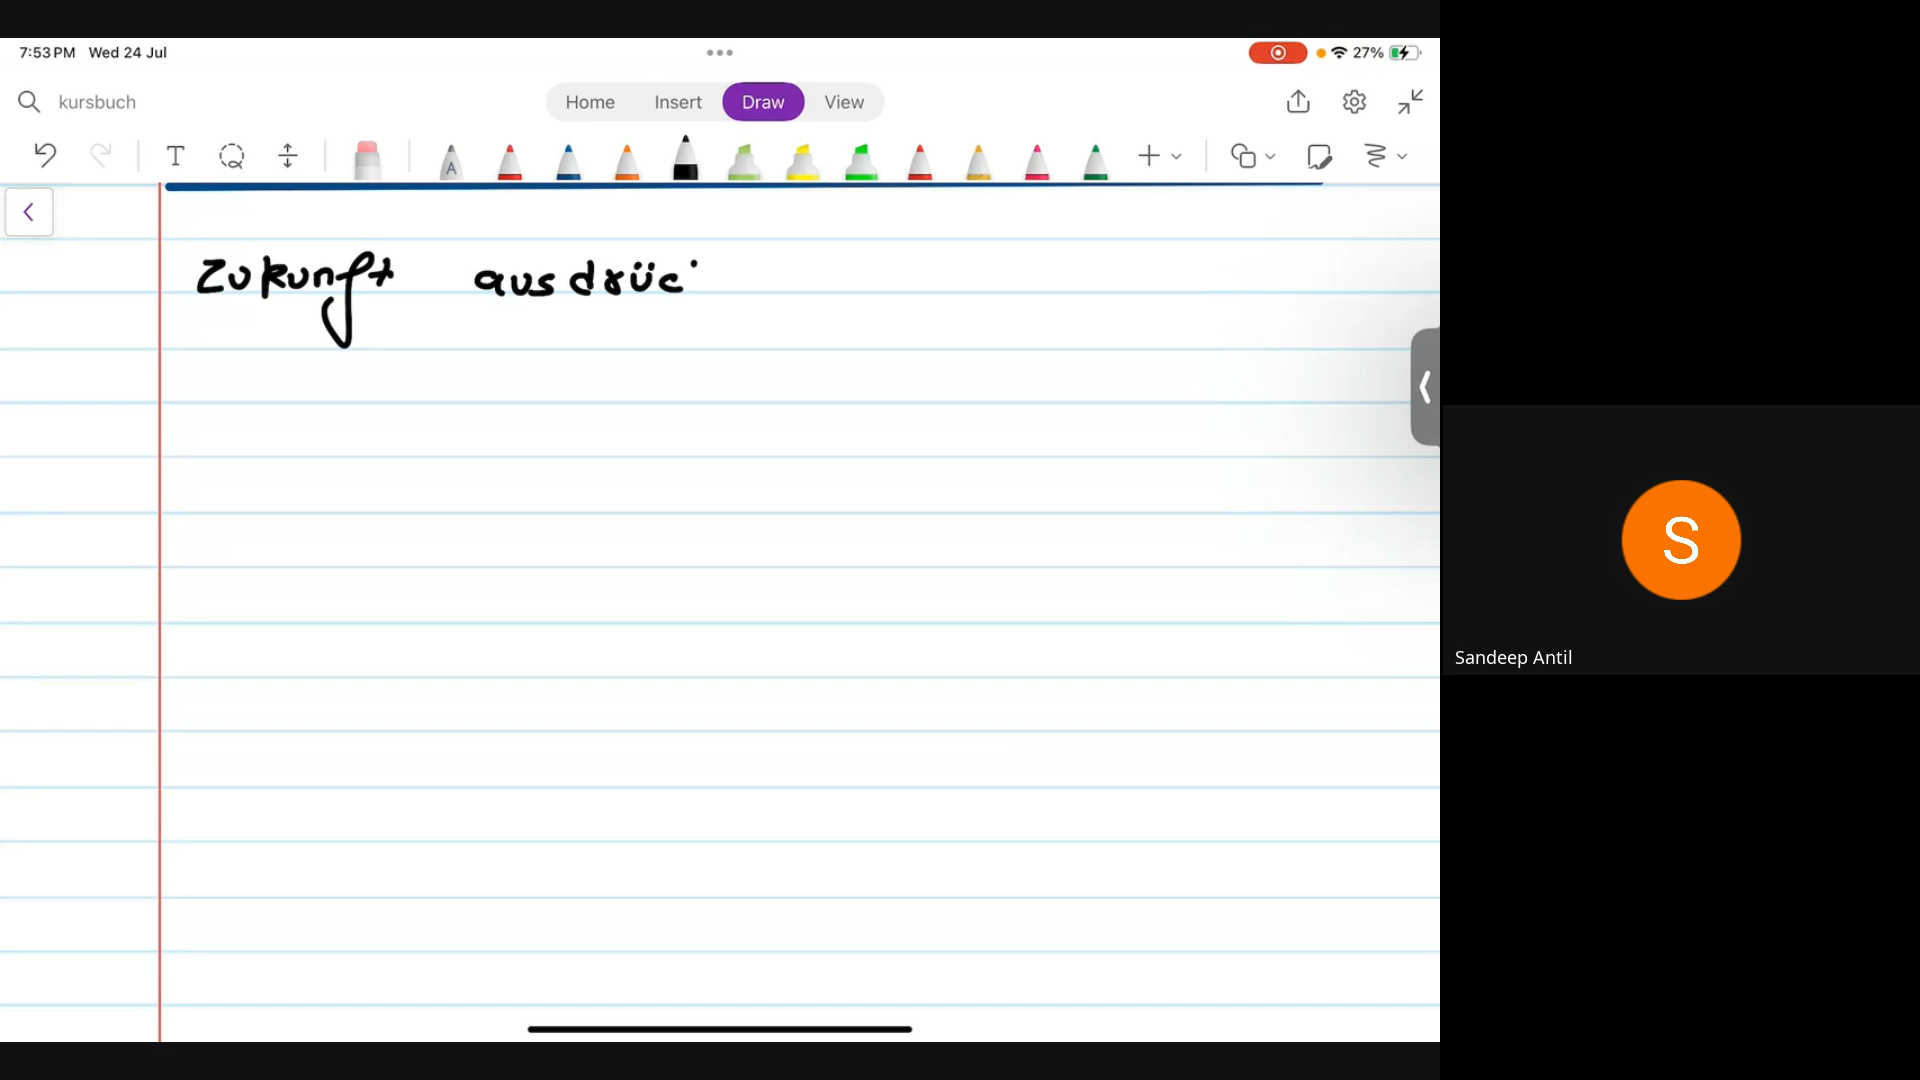 7:53 PM Wed 24 Jul
27%
kursbuch
Home Insert Draw View
T
A
Zukunft ausdrüc
S
Sandeep Antil